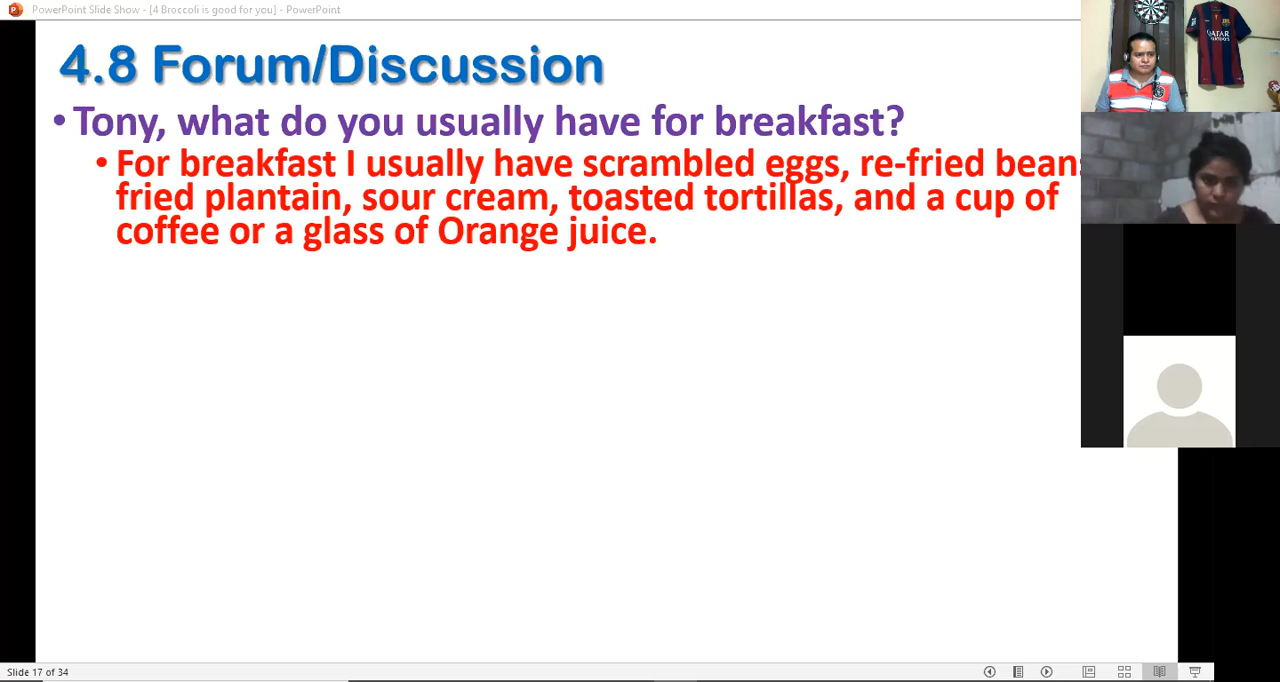 PowerPoint Slide Show - [4 Broccoli is good for you] - PowerPoint
4.8 Forum/Discussion
• Tony, what do you usually have for breakfast?
• For breakfast I usually have scrambled eggs, re-fried bean
fried plantain, sour cream, toasted tortillas, and a cup of
coffee or a glass of Orange juice.
QATAR
Slide 17 of 34